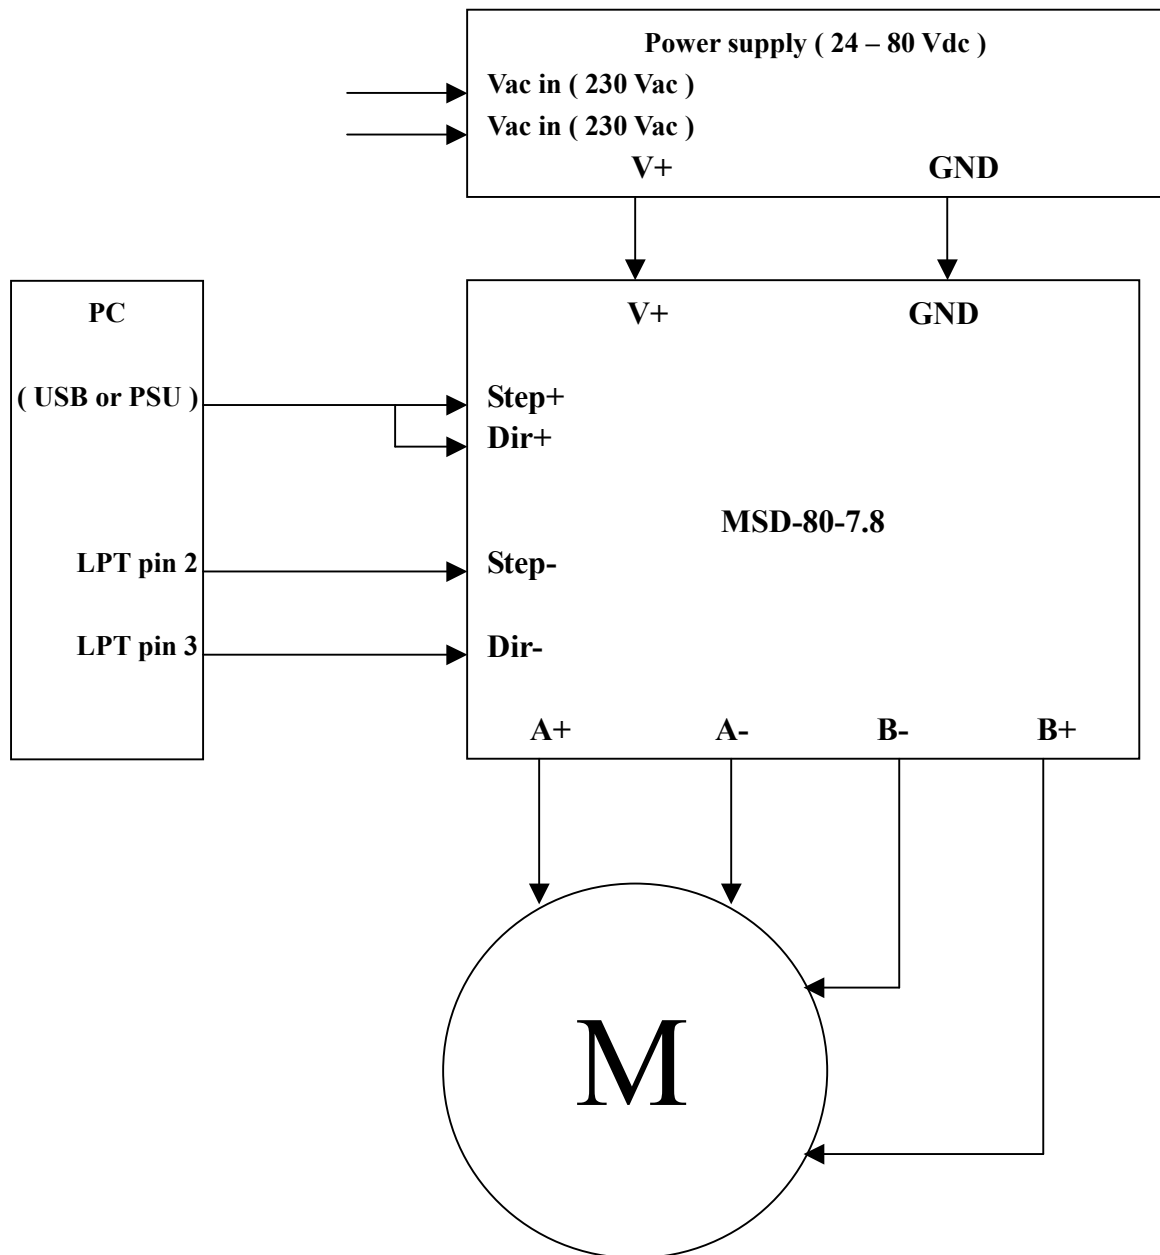 Power supply ( 24 – 80 Vdc )
Vac in ( 230 Vac )
Vac in ( 230 Vac )
V+ GND
PC
V+ GND
( USB or PSU )
Step+
Dir+
MSD-80-7.8
LPT pin 2
Step-
LPT pin 3
Dir-
A+ A- B- B+
M